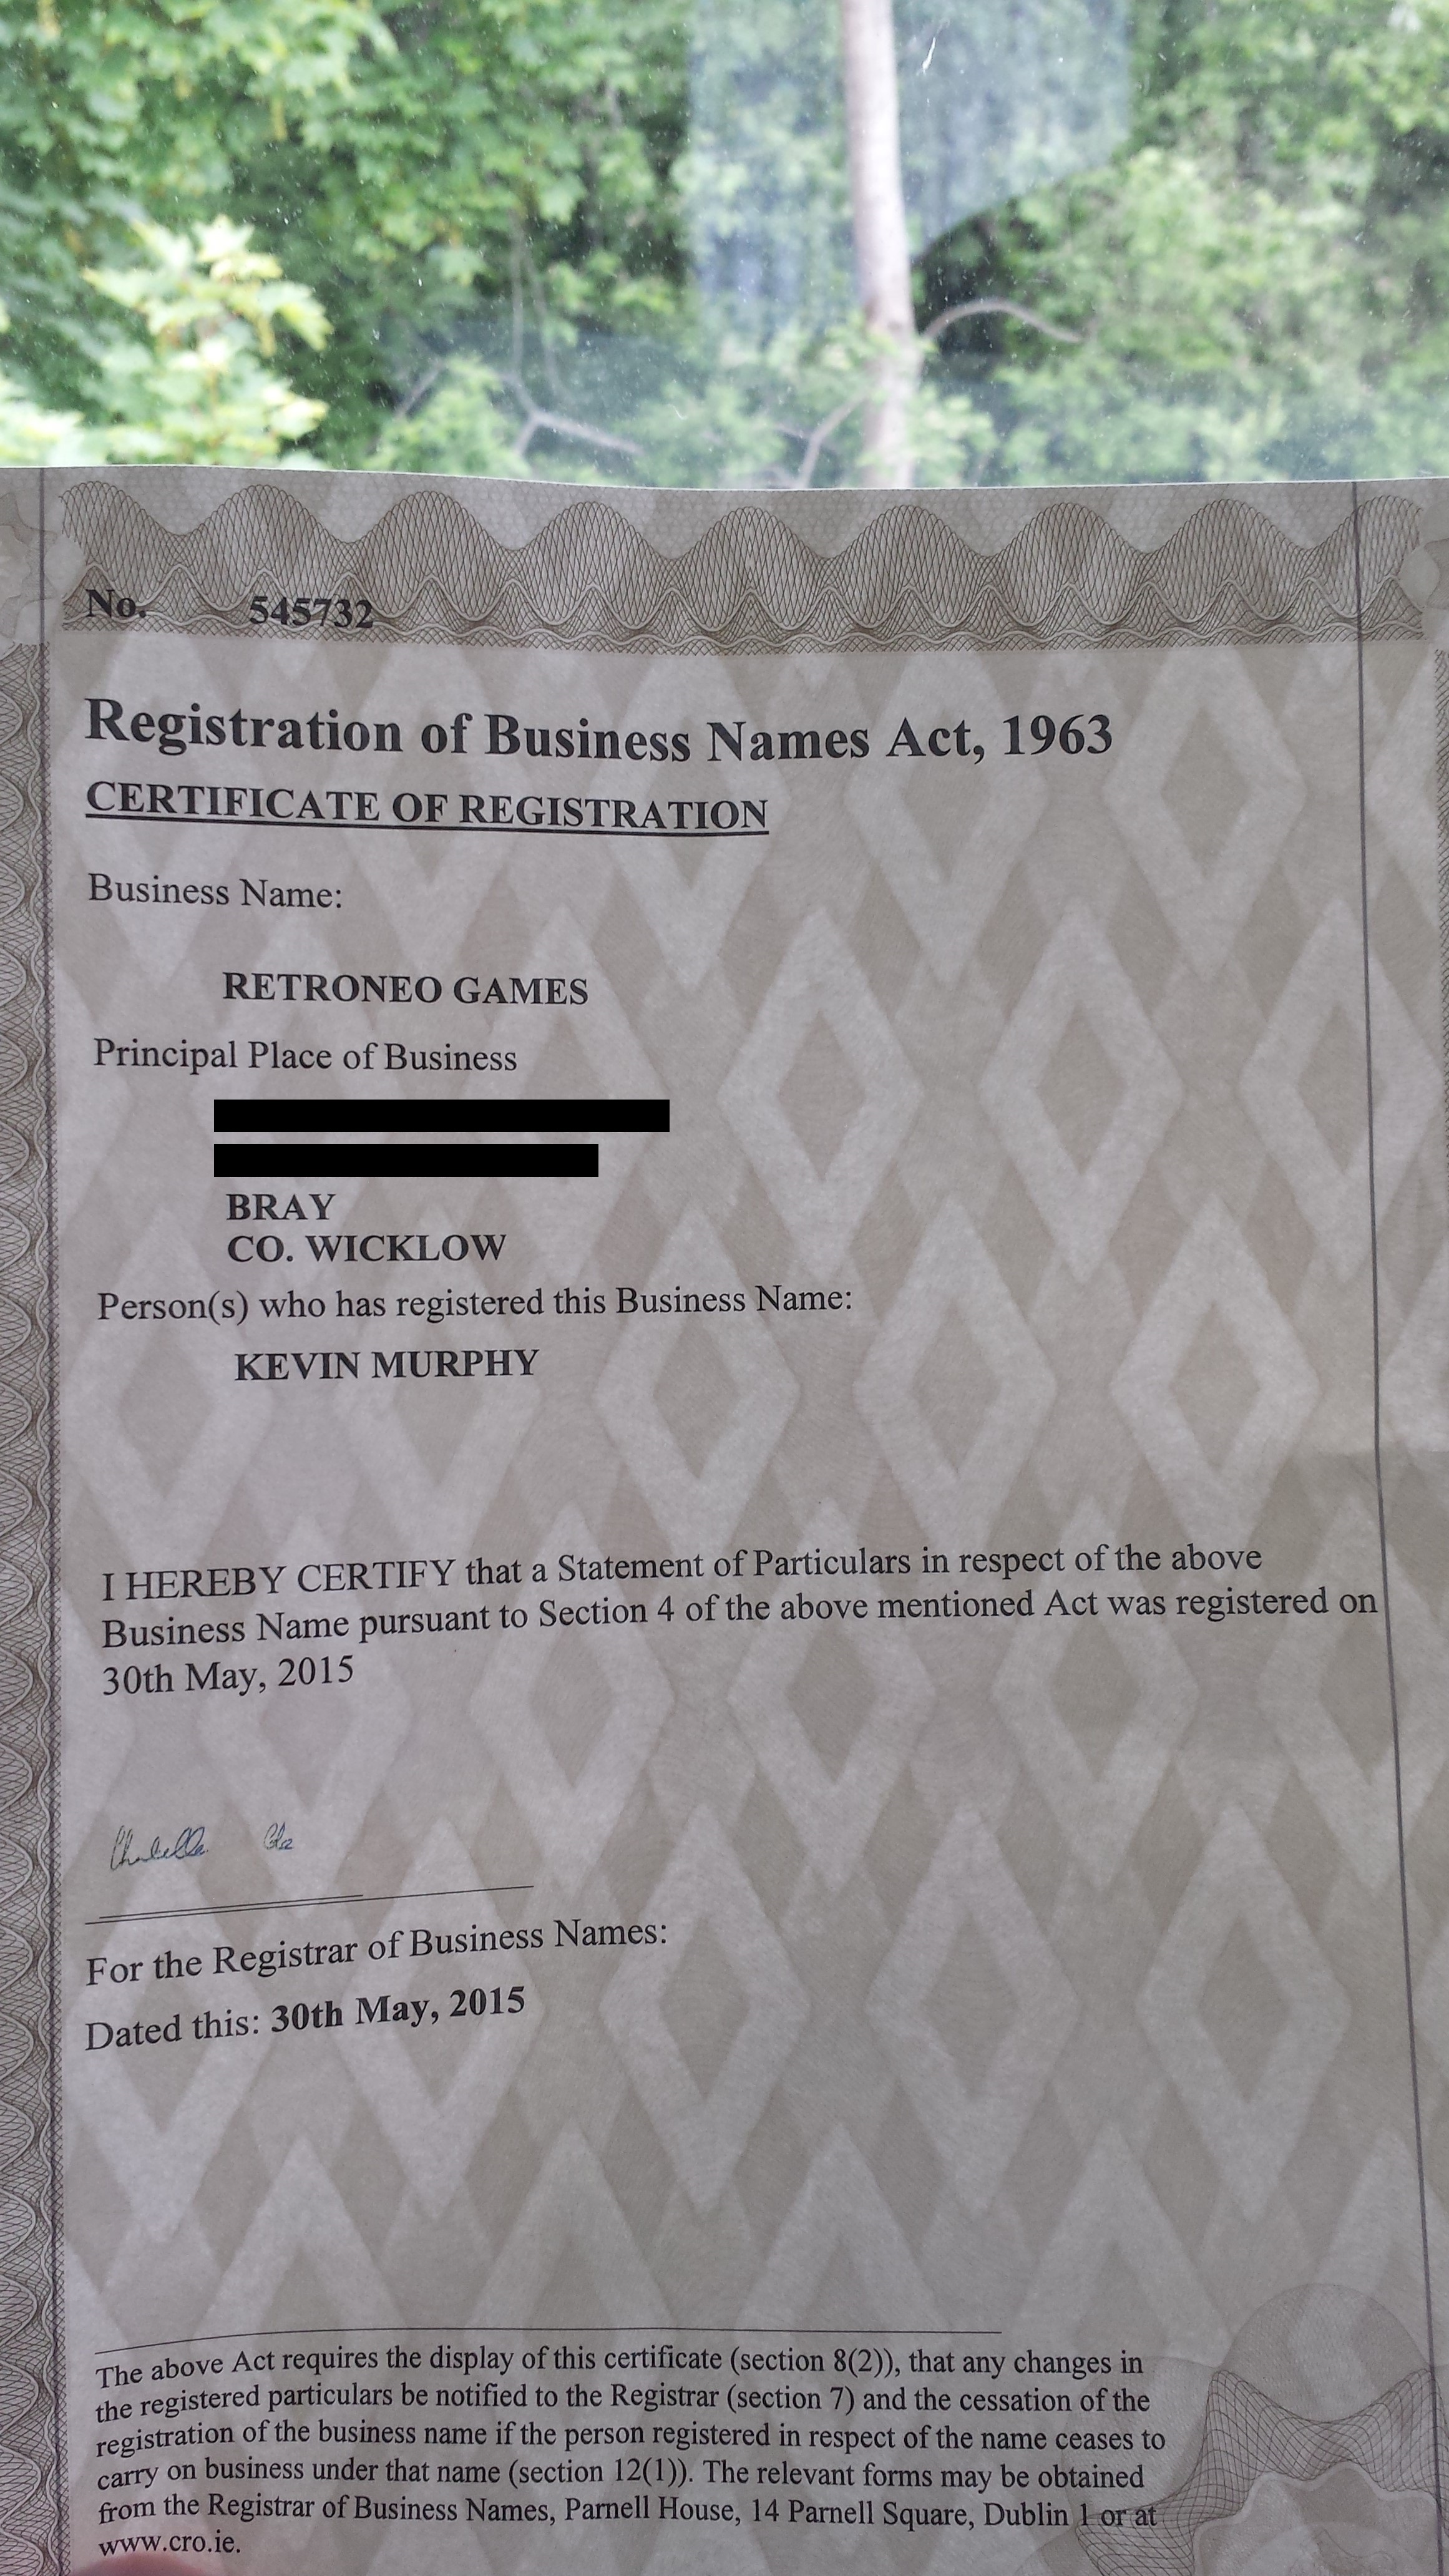 No. 545732
Registration of Business Names Act, 1963
CERTIFICATE OF REGISTRATION
Business Name:
RETRONEO GAMES
Principal Place of Business
BRAY
CO. WICKLOW
Person(s) who has registered this Business Name:
KEVIN MURPHY
I HEREBY CERTIFY that a Statement of Particulars in respect of the above
Business Name pursuant to Section 4 of the above mentioned Act was registered on
30th May, 2015
For the Registrar of Business Names:
Dated this: 30th May, 2015
The above Act requires the display of this certificate (section 8(2)), that any changes in
the registered particulars be notified to the Registrar (section 7) and the cessation of the
registration of the business name if the person registered in respect of the name ceases to
carry on business under that name (section 12(1)). The relevant forms may be obtained
from the Registrar of Business Names, Parnell House, 14 Parnell Square, Dublin 1 or at
www.cro.ie.